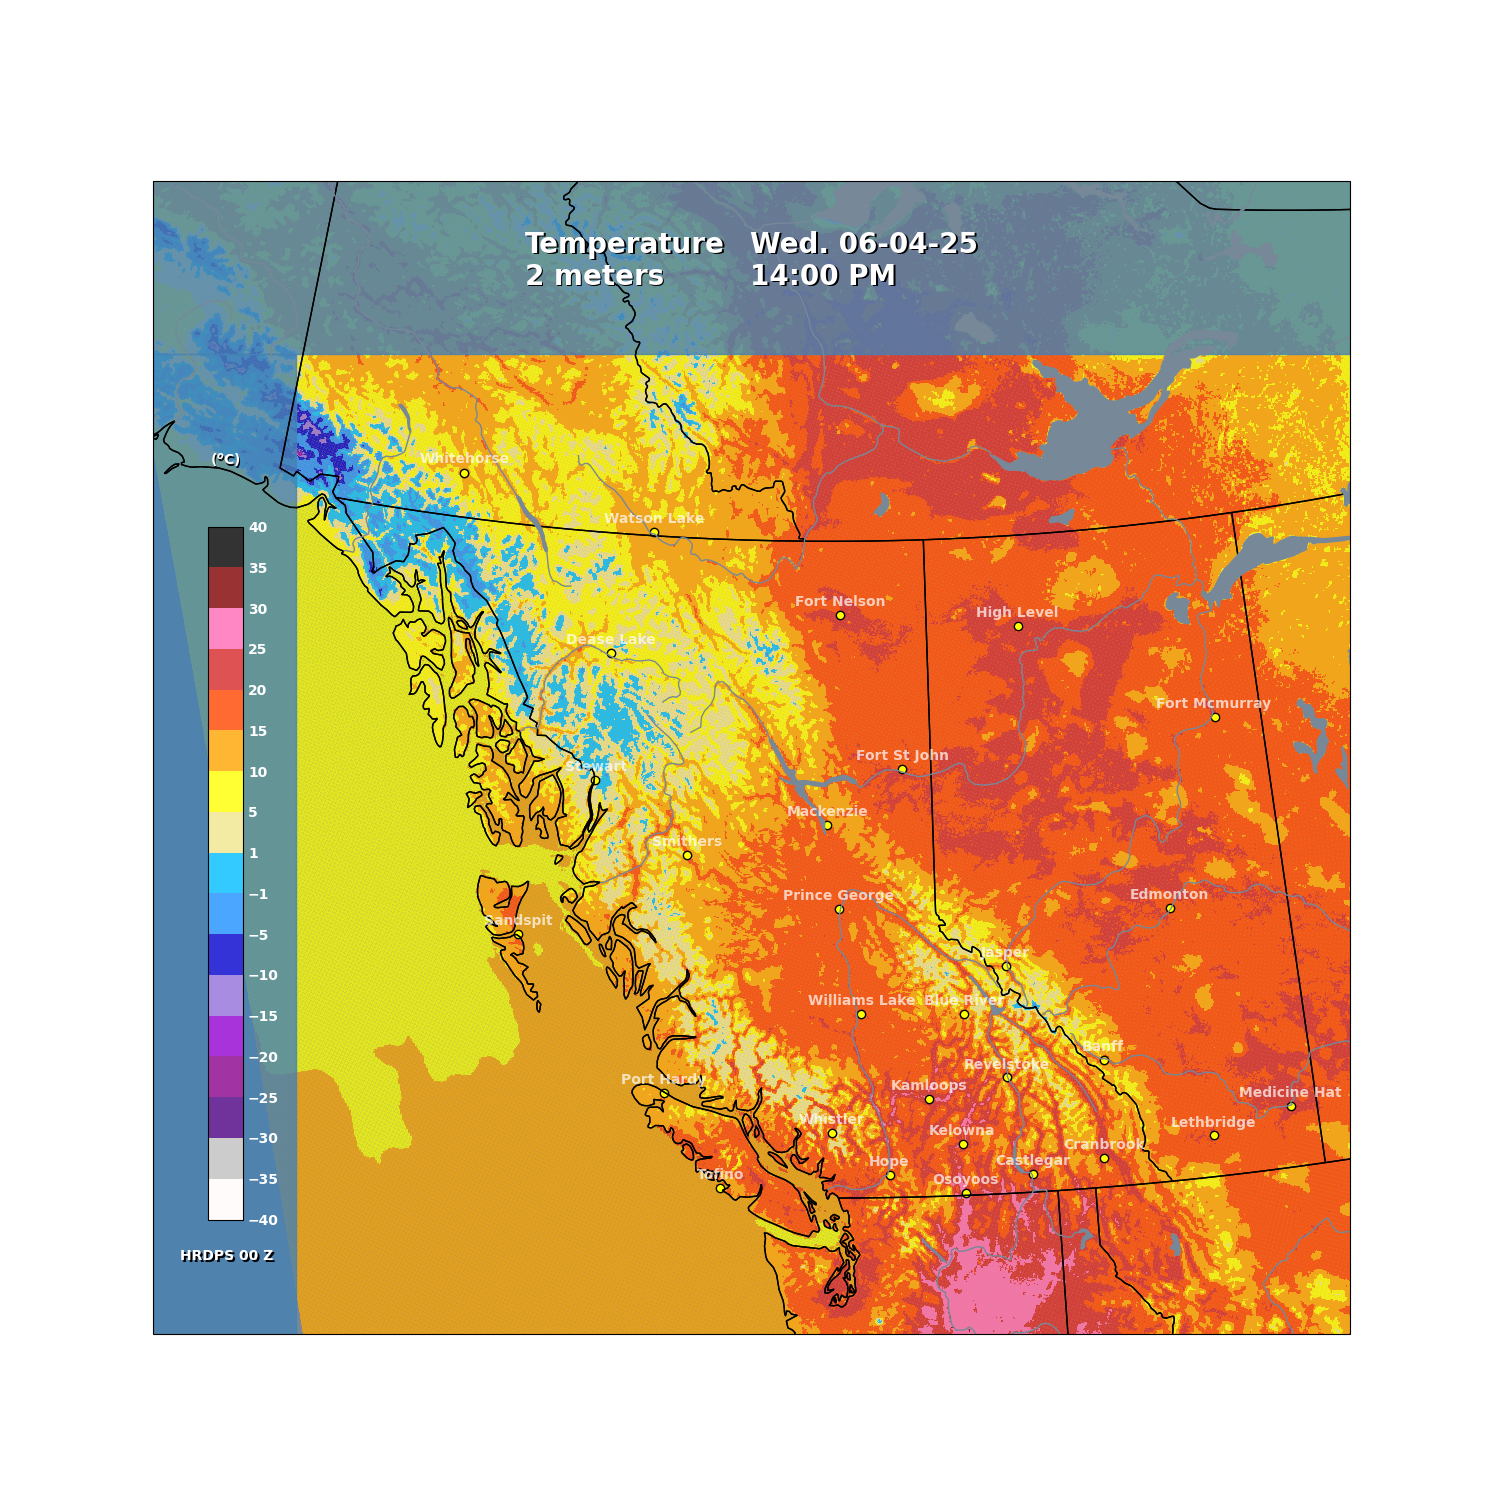 Temperature Wed. 06-04-25
2 meters 14:00 PM
(°C)
Whitehorse
Watson Lake
40
35
30
25
20
15
10
5
1
−1
−5
−10
−15
−20
−25
−30
−35
−40
Fort Nelson
High Level
Dease Lake
Fort Mcmurray
Fort St John
Stewart
Mackenzie
Smithers
Prince George
Edmonton
Sandspit
Jasper
Williams Lake
Blue River
Banff
Revelstoke
Port Hardy
Kamloops
Medicine Hat
Whistler
Lethbridge
Kelowna
Cranbrook
Hope
Castlegar
Tofino
Osoyoos
HRDPS 00 Z